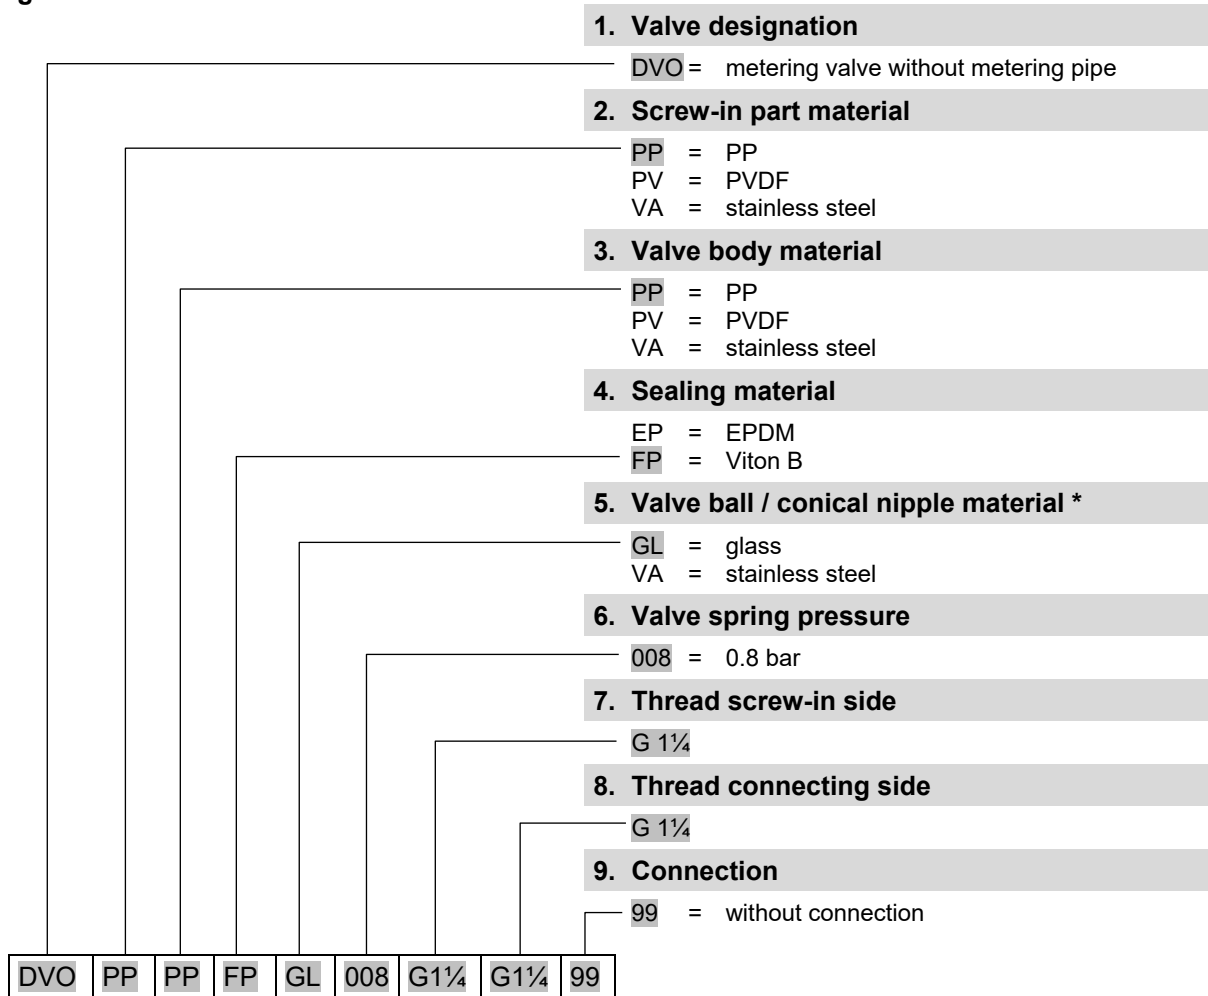 g
1. Valve designation
DVO = metering valve without metering pipe
2. Screw-in part material
PP = PP
PV = PVDF
VA = stainless steel
3. Valve body material
PP = PP
PV = PVDF
VA = stainless steel
4. Sealing material
EP = EPDM
FP = Viton B
5. Valve ball / conical nipple material *
GL = glass
VA = stainless steel
6. Valve spring pressure
008 = 0.8 bar
7. Thread screw-in side
G 1¼
8. Thread connecting side
G 1¼
9. Connection
99 = without connection
DVO PP PP FP GL 008 G1¼ G1¼ 99